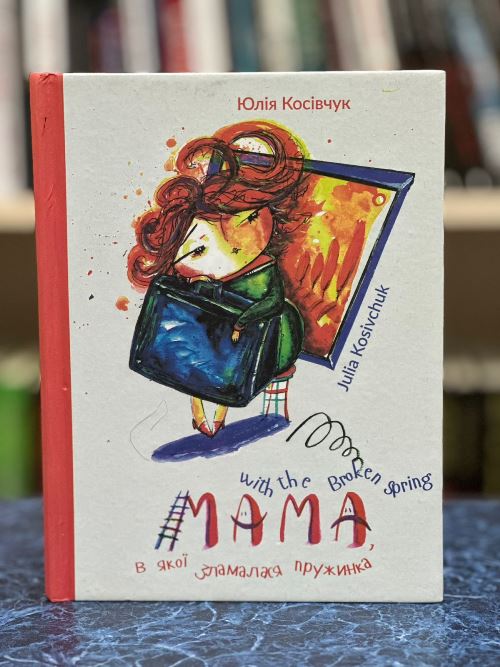 Юлія Косівчук
Julia Kosivchuk
with the Broken spring
МАМА,
в якої зламалася пружинка